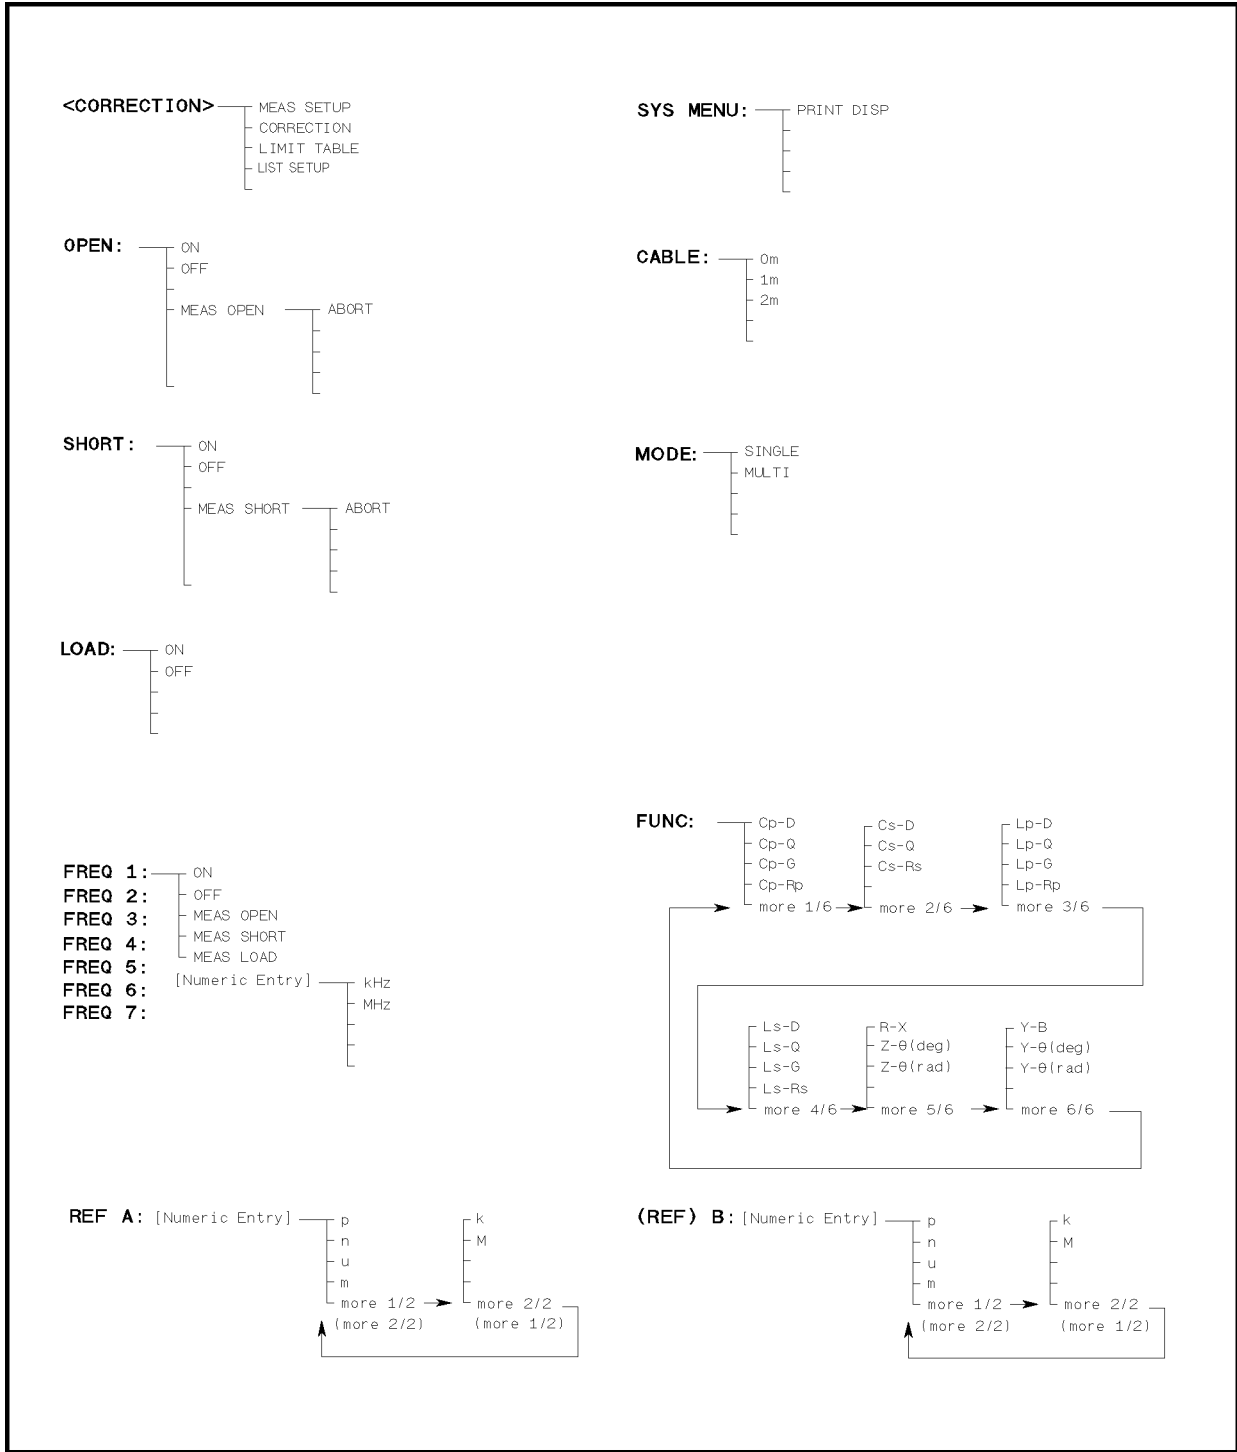 <CORRECTION>
MEAS SETUP
CORRECTION
LIMIT TABLE
LIST SETUP
SYS MENU:
PRINT DISP
OPEN:
ON
OFF
MEAS OPEN
ABORT
CABLE:
0m
1m
2m
SHORT:
ON
OFF
MEAS SHORT
ABORT
MODE:
SINGLE
MULTI
LOAD:
ON
OFF
FREQ 1:
FREQ 2:
FREQ 3:
FREQ 4:
FREQ 5:
FREQ 6:
FREQ 7:
ON
OFF
MEAS OPEN
MEAS SHORT
MEAS LOAD
[Numeric Entry]
kHz
MHz
FUNC:
Cp-D
Cp-Q
Cp-G
Cp-Rp
more 1/6
Cs-D
Cs-Q
Cs-Rs
more 2/6
Lp-D
Lp-Q
Lp-G
Lp-Rp
more 3/6
Ls-D
Ls-Q
Ls-G
Ls-Rs
more 4/6
R-X
Z-θ(deg)
Z-θ(rad)
more 5/6
Y-B
Y-θ(deg)
Y-θ(rad)
more 6/6
REF A: [Numeric Entry]
p
n
u
m
more 1/2
(more 2/2)
k
M
more 2/2
(more 1/2)
(REF) B: [Numeric Entry]
p
n
u
m
more 1/2
(more 2/2)
k
M
more 2/2
(more 1/2)